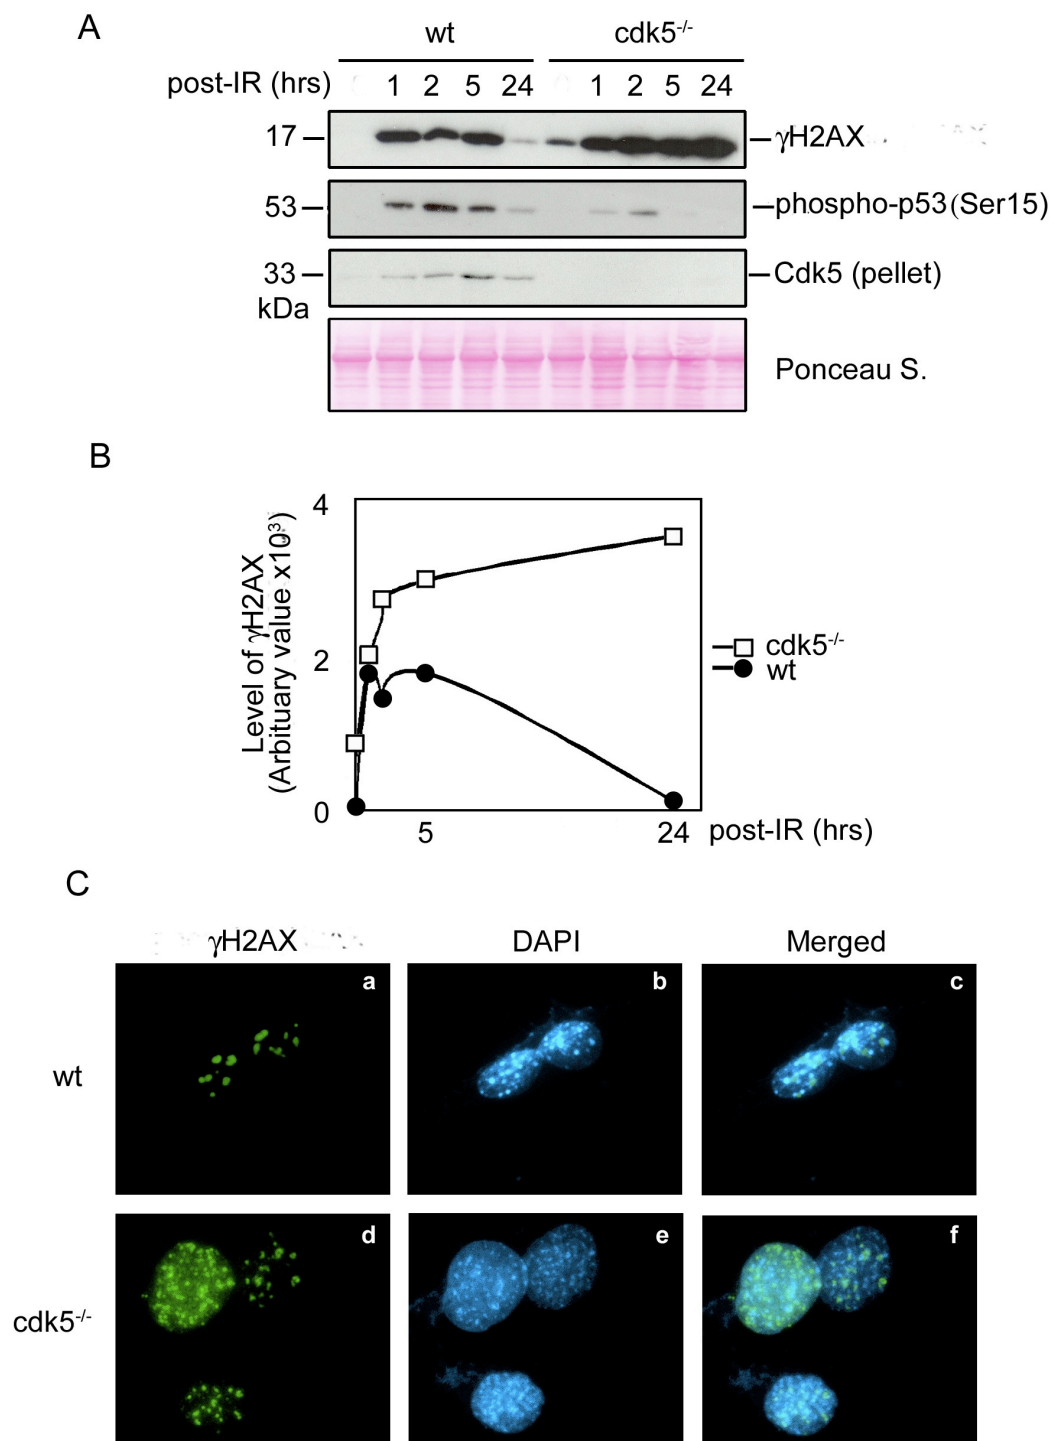 A
wt cdk5-/-
post-IR (hrs) 1 2 5 24 1 2 5 24
17 γH2AX
53 phospho-p53 (Ser15)
33 Cdk5 (pellet)
kDa
Ponceau S.
B
Level of γH2AX
(Arbituary value x10³)
4
2
0
5 24 post-IR (hrs)
cdk5-/-
wt
C
γH2AX DAPI Merged
wt a b c
cdk5-/- d e f